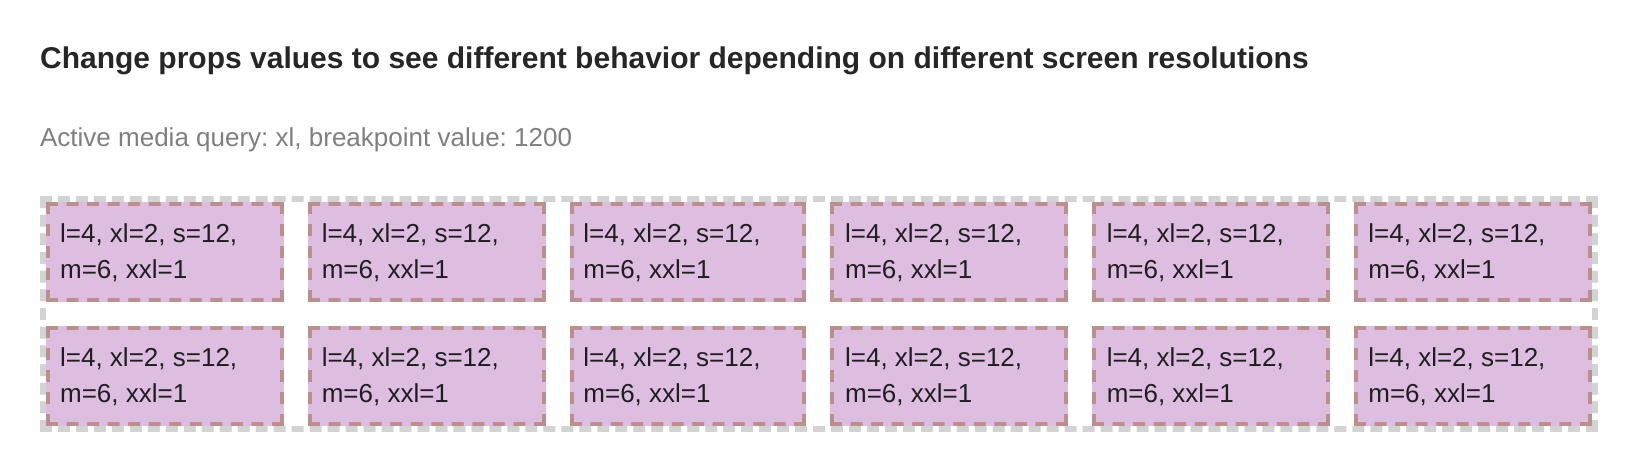 Change props values to see different behavior depending on different screen resolutions
Active media query: xl, breakpoint value: 1200
l=4, xl=2, s=12,
m=6, xxl=1
l=4, xl=2, s=12,
m=6, xxl=1
l=4, xl=2, s=12,
m=6, xxl=1
l=4, xl=2, s=12,
m=6, xxl=1
l=4, xl=2, s=12,
m=6, xxl=1
l=4, xl=2, s=12,
m=6, xxl=1
l=4, xl=2, s=12,
m=6, xxl=1
l=4, xl=2, s=12,
m=6, xxl=1
l=4, xl=2, s=12,
m=6, xxl=1
l=4, xl=2, s=12,
m=6, xxl=1
l=4, xl=2, s=12,
m=6, xxl=1
l=4, xl=2, s=12,
m=6, xxl=1